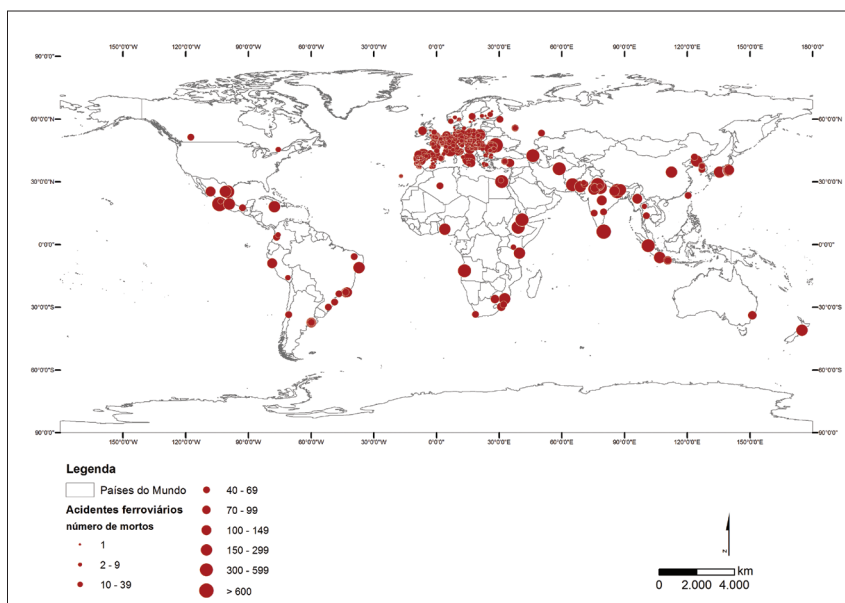 150°0'0"W 120°0'0"W 90°0'0"W 60°0'0"W 30°0'0"W 0°0'0" 30°0'0"E 60°0'0"E 90°0'0"E 120°0'0"E 150°0'0"E 180°0'0"
90°0'0"N 90°0'0"N
60°0'0"N 60°0'0"N
30°0'0"N 30°0'0"N
0°0'0" 0°0'0"
30°0'0"S 30°0'0"S
60°0'0"S 60°0'0"S
90°0'0"S 90°0'0"S
150°0'0"W 120°0'0"W 90°0'0"W 60°0'0"W 30°0'0"W 0°0'0" 30°0'0"E 60°0'0"E 90°0'0"E 120°0'0"E 150°0'0"E
Legenda
Países do Mundo
Acidentes ferroviários
número de mortos
1
2 - 9
10 - 39
40 - 69
70 - 99
100 - 149
150 - 299
300 - 599
> 600
N
km
0 2.000 4.000